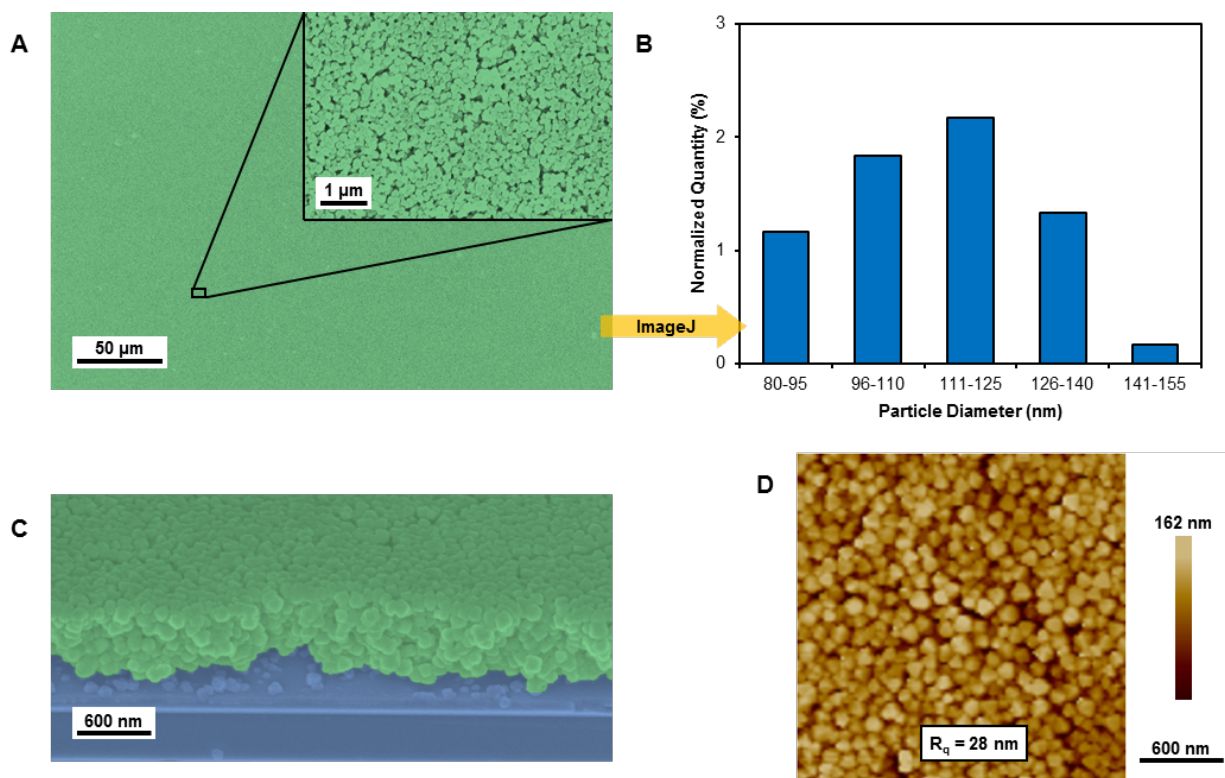 A
1 µm
50 µm
ImageJ
B
Normalized Quantity (%)
3
2
1
0
80-95 96-110 111-125 126-140 141-155
Particle Diameter (nm)
C
600 nm
D
162 nm
Rq = 28 nm
600 nm